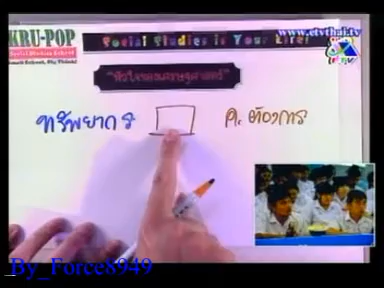 KRU-POP
Social Studies is Your Life!
www.etvthai.tv
"หัวใจของเศรษฐศาสตร์"
ทรัพยากร ค. ต้องการ
By_Force8949